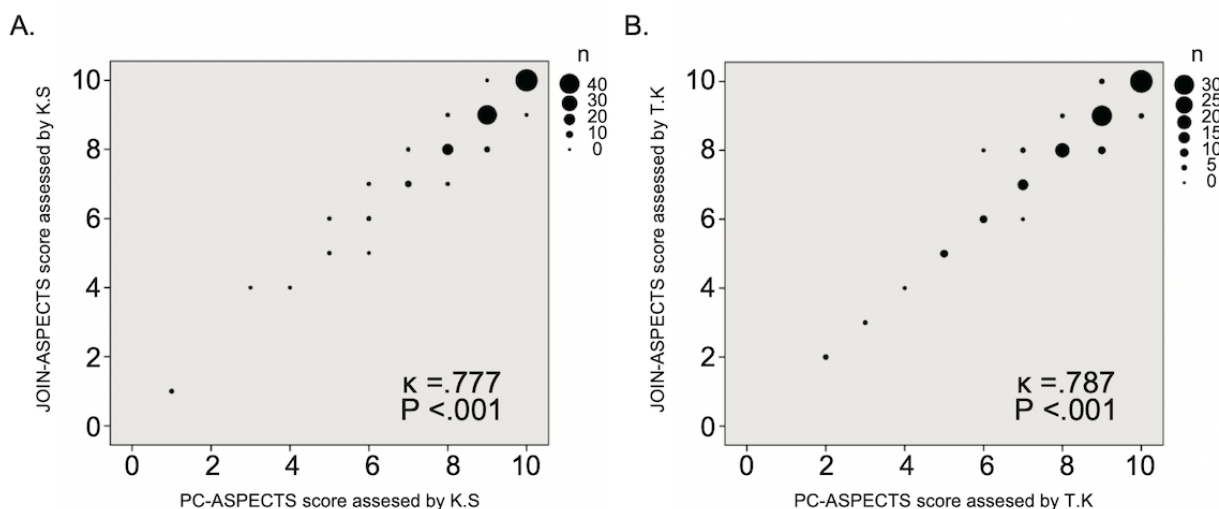 A.
JOIN-ASPECTS score assessed by K.S
10
8
6
4
2
0
0 2 4 6 8 10
PC-ASPECTS score assesed by K.S
κ =.777
P <.001
n
40
30
20
10
0
B.
JOIN-ASPECTS score assessed by T.K
10
8
6
4
2
0
0 2 4 6 8 10
PC-ASPECTS score assesed by T.K
κ =.787
P <.001
n
30
25
20
15
10
5
0